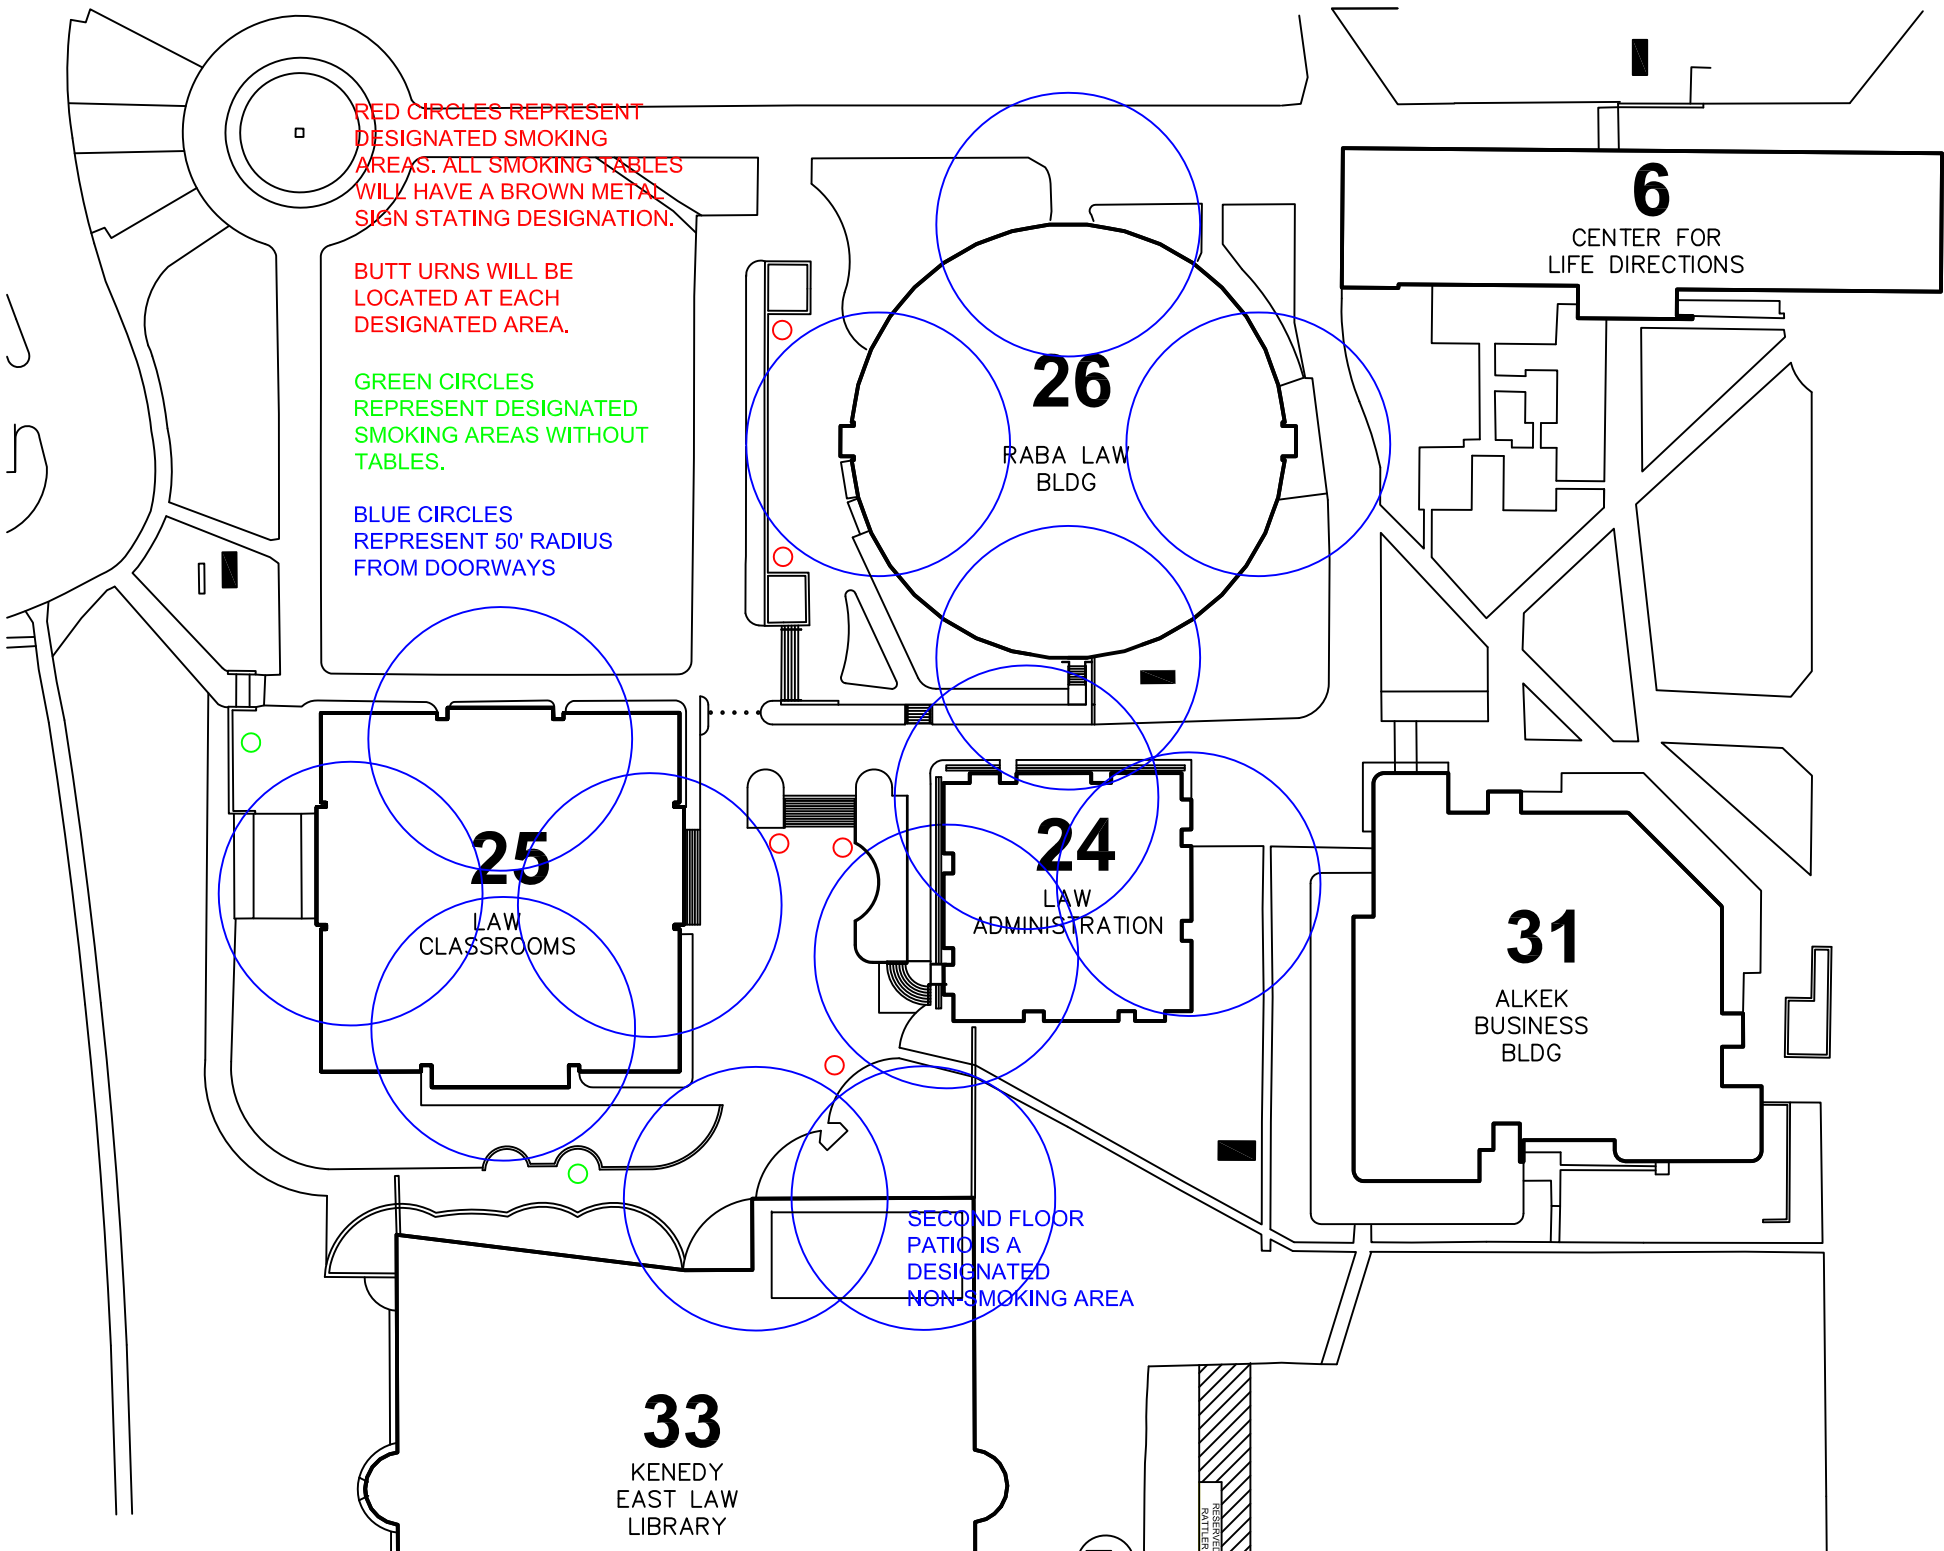 RED CIRCLES REPRESENT
DESIGNATED SMOKING
AREAS. ALL SMOKING TABLES
WILL HAVE A BROWN METAL
SIGN STATING DESIGNATION.
BUTT URNS WILL BE
LOCATED AT EACH
DESIGNATED AREA.
GREEN CIRCLES
REPRESENT DESIGNATED
SMOKING AREAS WITHOUT
TABLES.
BLUE CIRCLES
REPRESENT 50' RADIUS
FROM DOORWAYS
6
CENTER FOR
LIFE DIRECTIONS
26
RABA LAW
BLDG
25
LAW
CLASSROOMS
24
LAW
ADMINISTRATION
31
ALKEK
BUSINESS
BLDG
SECOND FLOOR
PATIO IS A
DESIGNATED
NON-SMOKING AREA
33
KENEDY
EAST LAW
LIBRARY
RESERVED
RATTLER